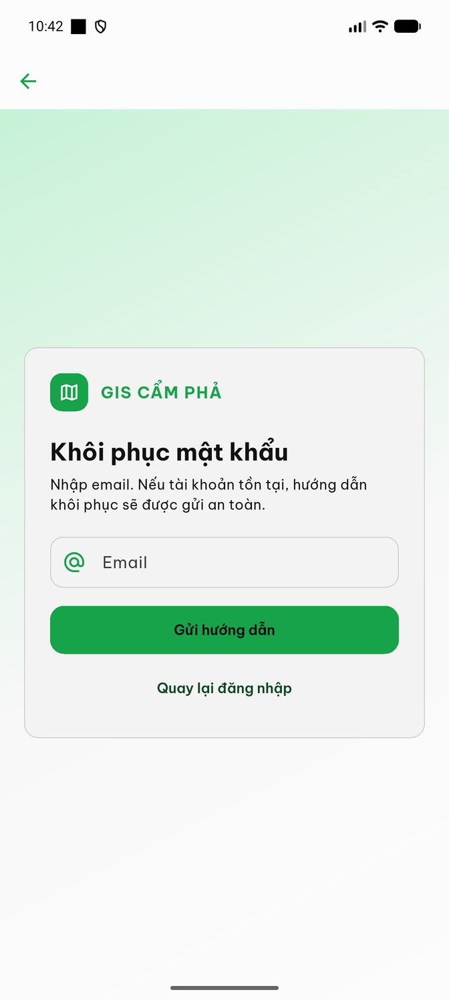 10:42
GIS CẨM PHẢ
Khôi phục mật khẩu
Nhập email. Nếu tài khoản tồn tại, hướng dẫn
khôi phục sẽ được gửi an toàn.
Email
Gửi hướng dẫn
Quay lại đăng nhập